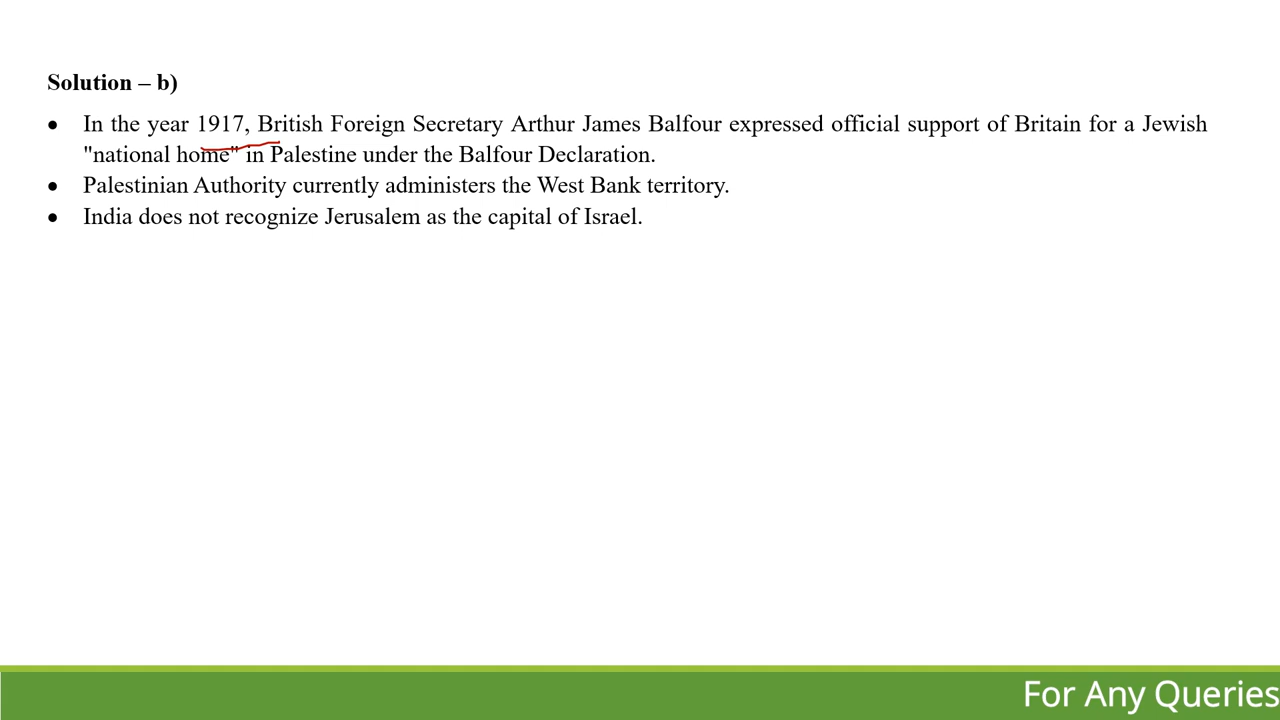 Solution – b)
• In the year 1917, British Foreign Secretary Arthur James Balfour expressed official support of Britain for a Jewish
"national home" in Palestine under the Balfour Declaration.
• Palestinian Authority currently administers the West Bank territory.
• India does not recognize Jerusalem as the capital of Israel.
For Any Queries